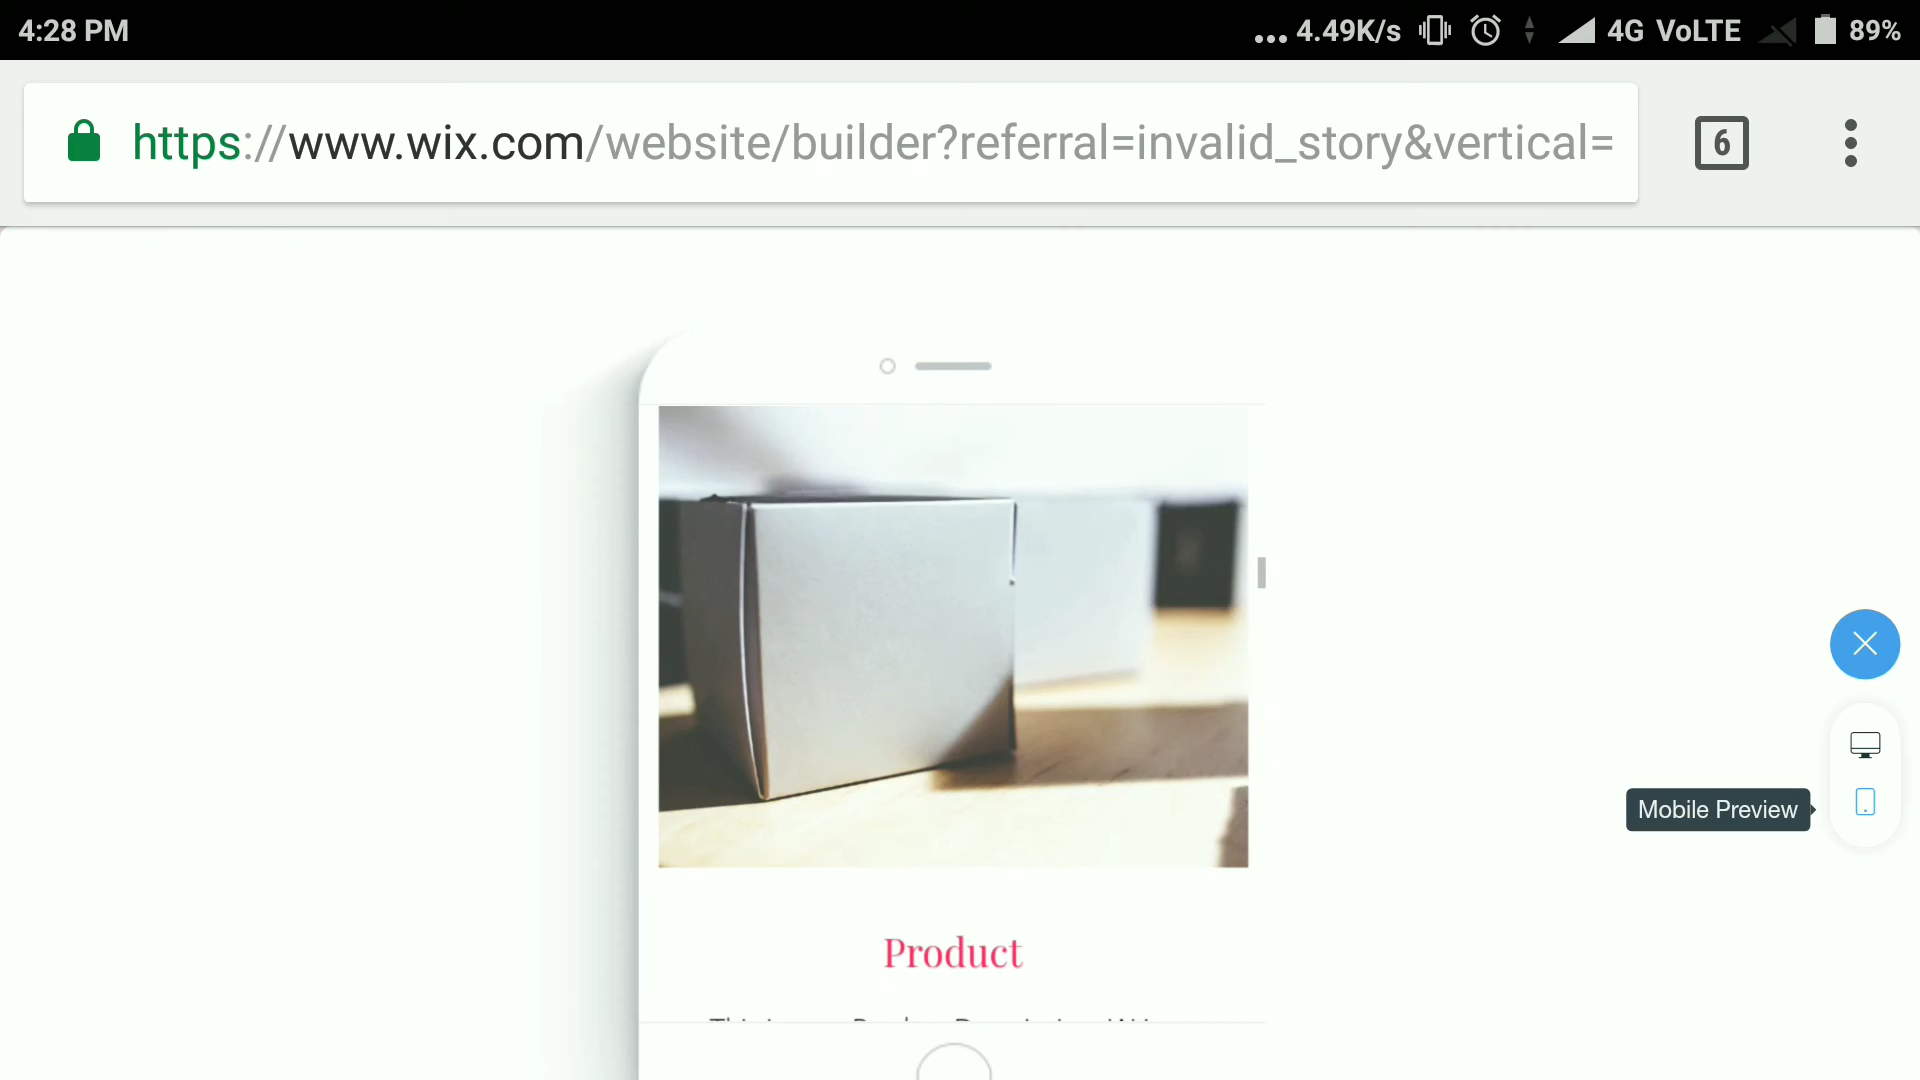 4:28 PM
... 4.49K/s 4G VoLTE 89%
https://www.wix.com/website/builder?referral=invalid_story&vertical=
6
Mobile Preview
Product